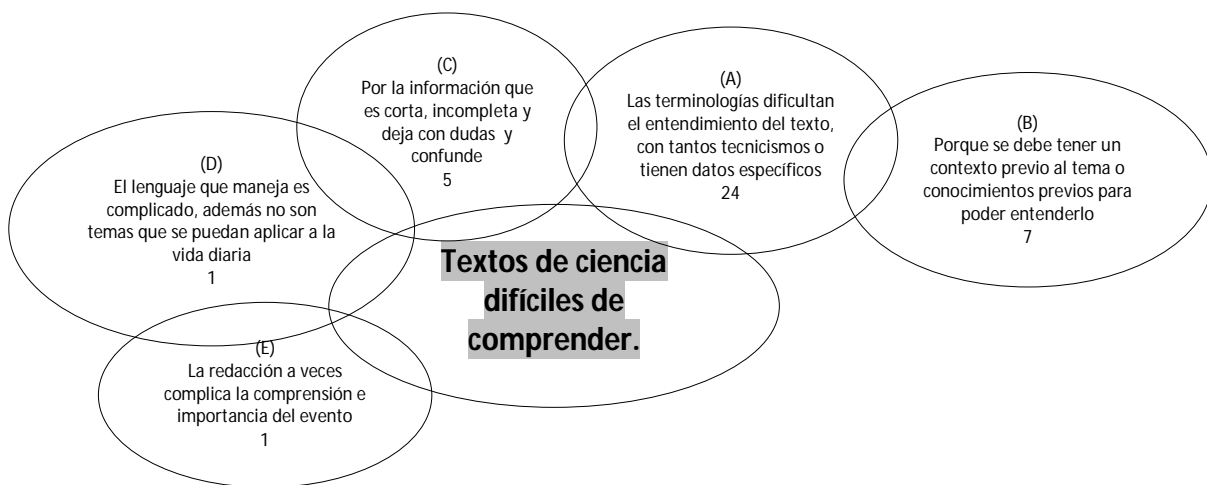 (C)
Por la información que
es corta, incompleta y
deja con dudas y
confunde
5
(A)
Las terminologías dificultan
el entendimiento del texto,
con tantos tecnicismos o
tienen datos específicos
24
(B)
Porque se debe tener un
contexto previo al tema o
conocimientos previos para
poder entenderlo
7
(D)
El lenguaje que maneja es
complicado, además no son
temas que se puedan aplicar a la
vida diaria
1
Textos de ciencia
difíciles de
comprender.
(E)
La redacción a veces
complica la comprensión e
importancia del evento
1